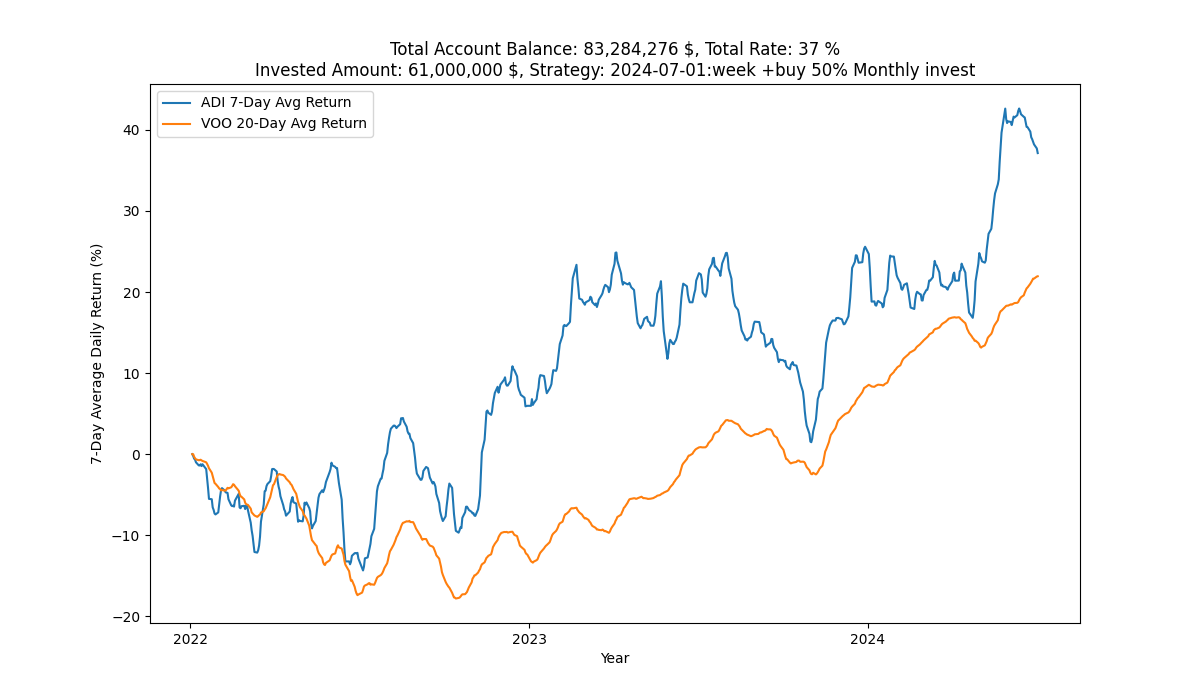 Total Account Balance: 83,284,276 $, Total Rate: 37 %
Invested Amount: 61,000,000 $, Strategy: 2024-07-01:week +buy 50% Monthly invest
ADI 7-Day Avg Return
VOO 20-Day Avg Return
7-Day Average Daily Return (%)
40
30
20
10
0
−10
−20
2022
2023
2024
Year